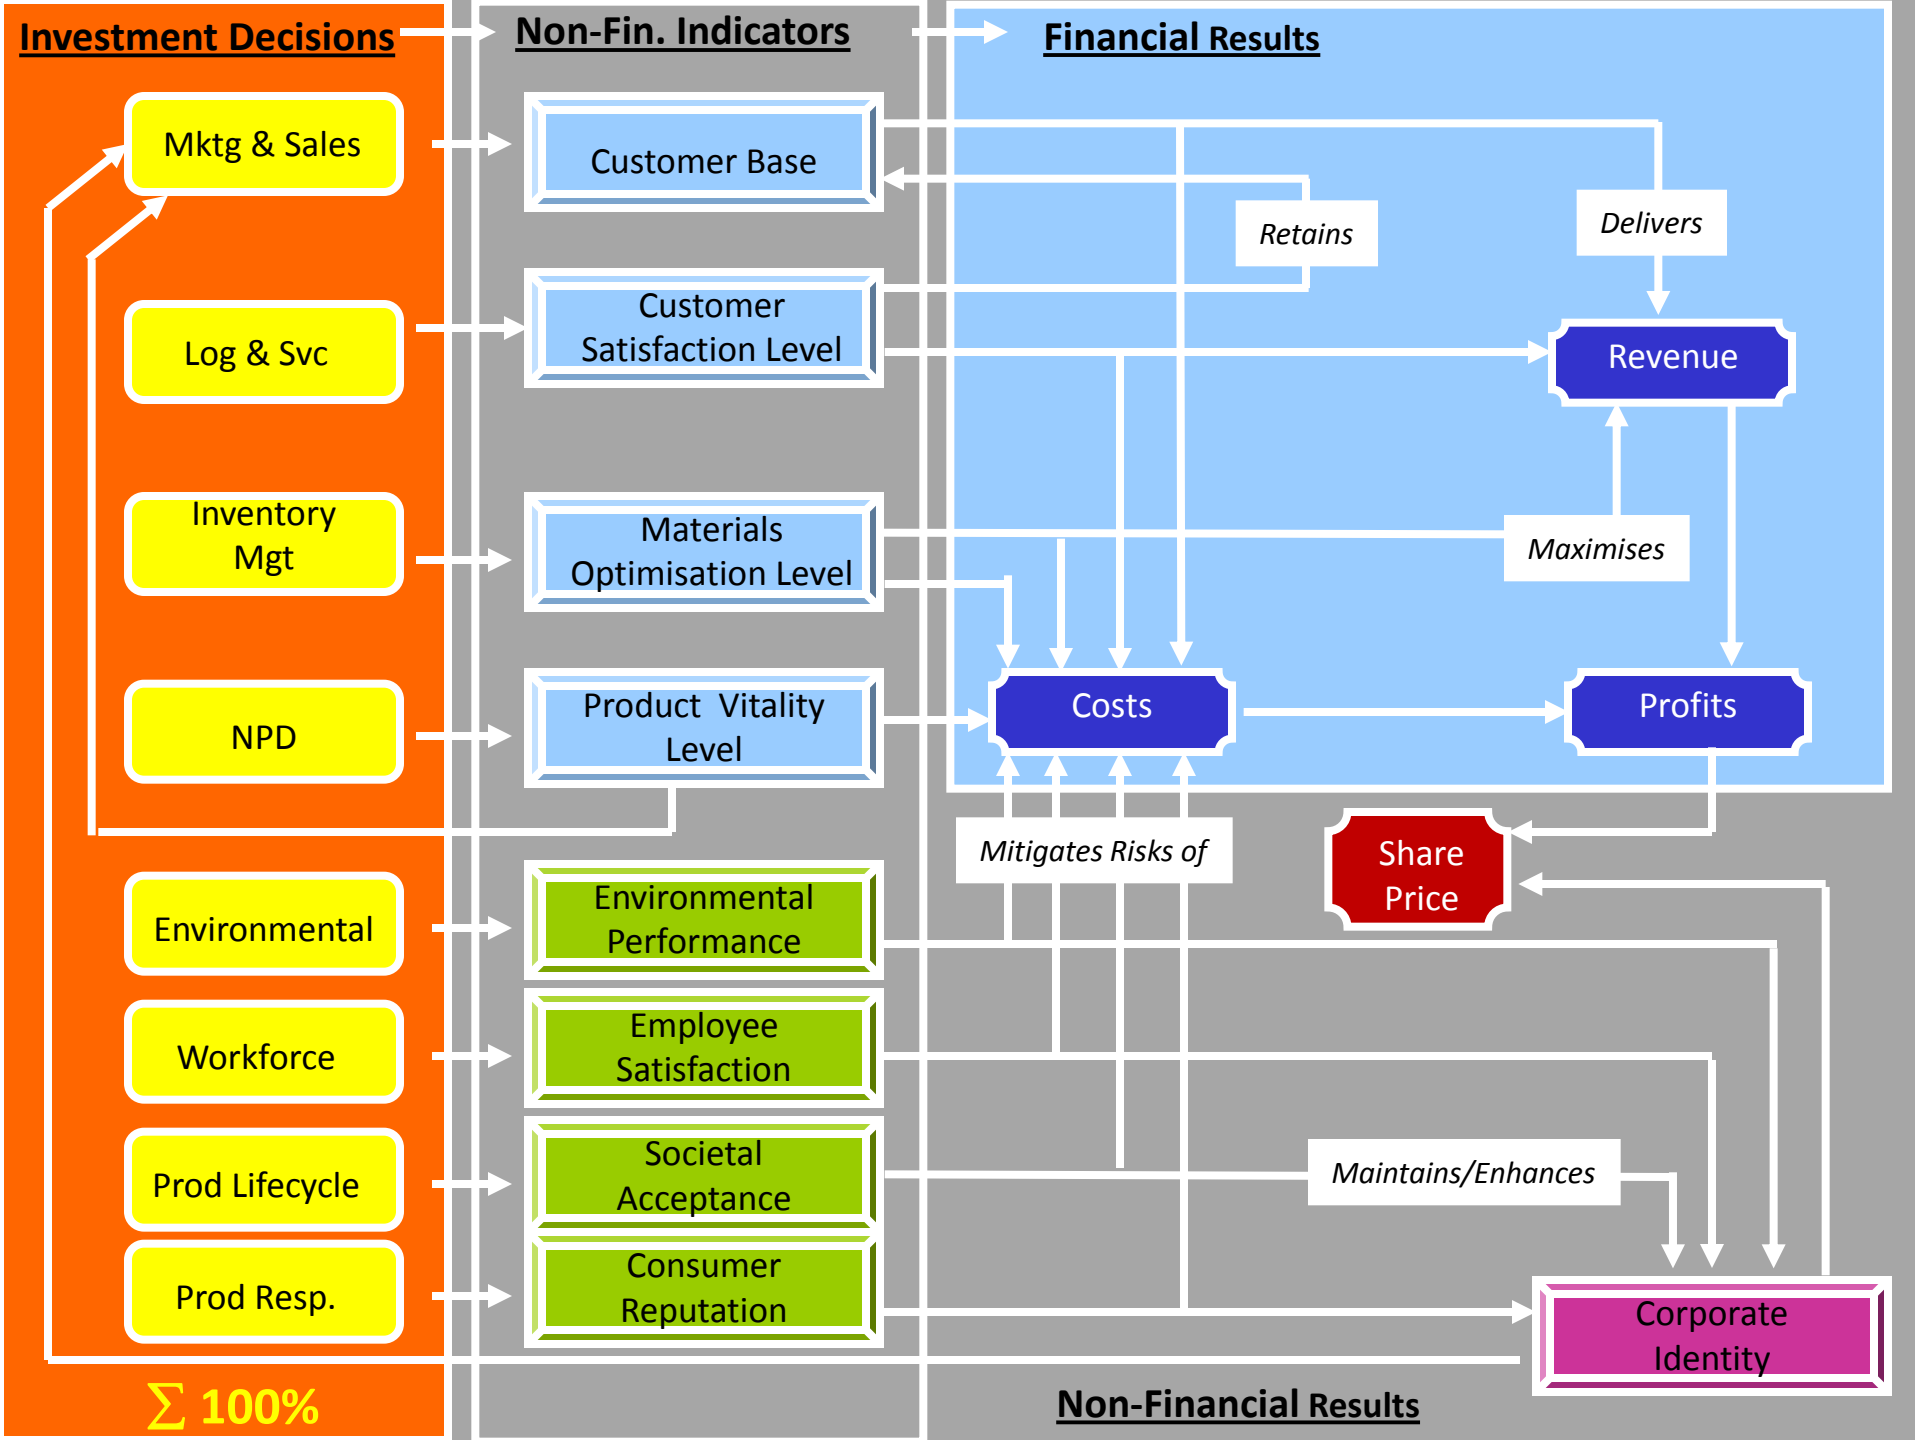 Investment Decisions
Non-Fin. Indicators
Financial Results
Mktg & Sales
Customer Base
Retains
Delivers
Log & Svc
Customer
Satisfaction Level
Revenue
Inventory
Mgt
Materials
Optimisation Level
Maximises
NPD
Product Vitality
Level
Costs
Profits
Mitigates Risks of
Share
Price
Environmental
Environmental
Performance
Workforce
Employee
Satisfaction
Prod Lifecycle
Societal
Acceptance
Maintains/Enhances
Prod Resp.
Consumer
Reputation
Corporate
Identity
∑ 100%
Non-Financial Results